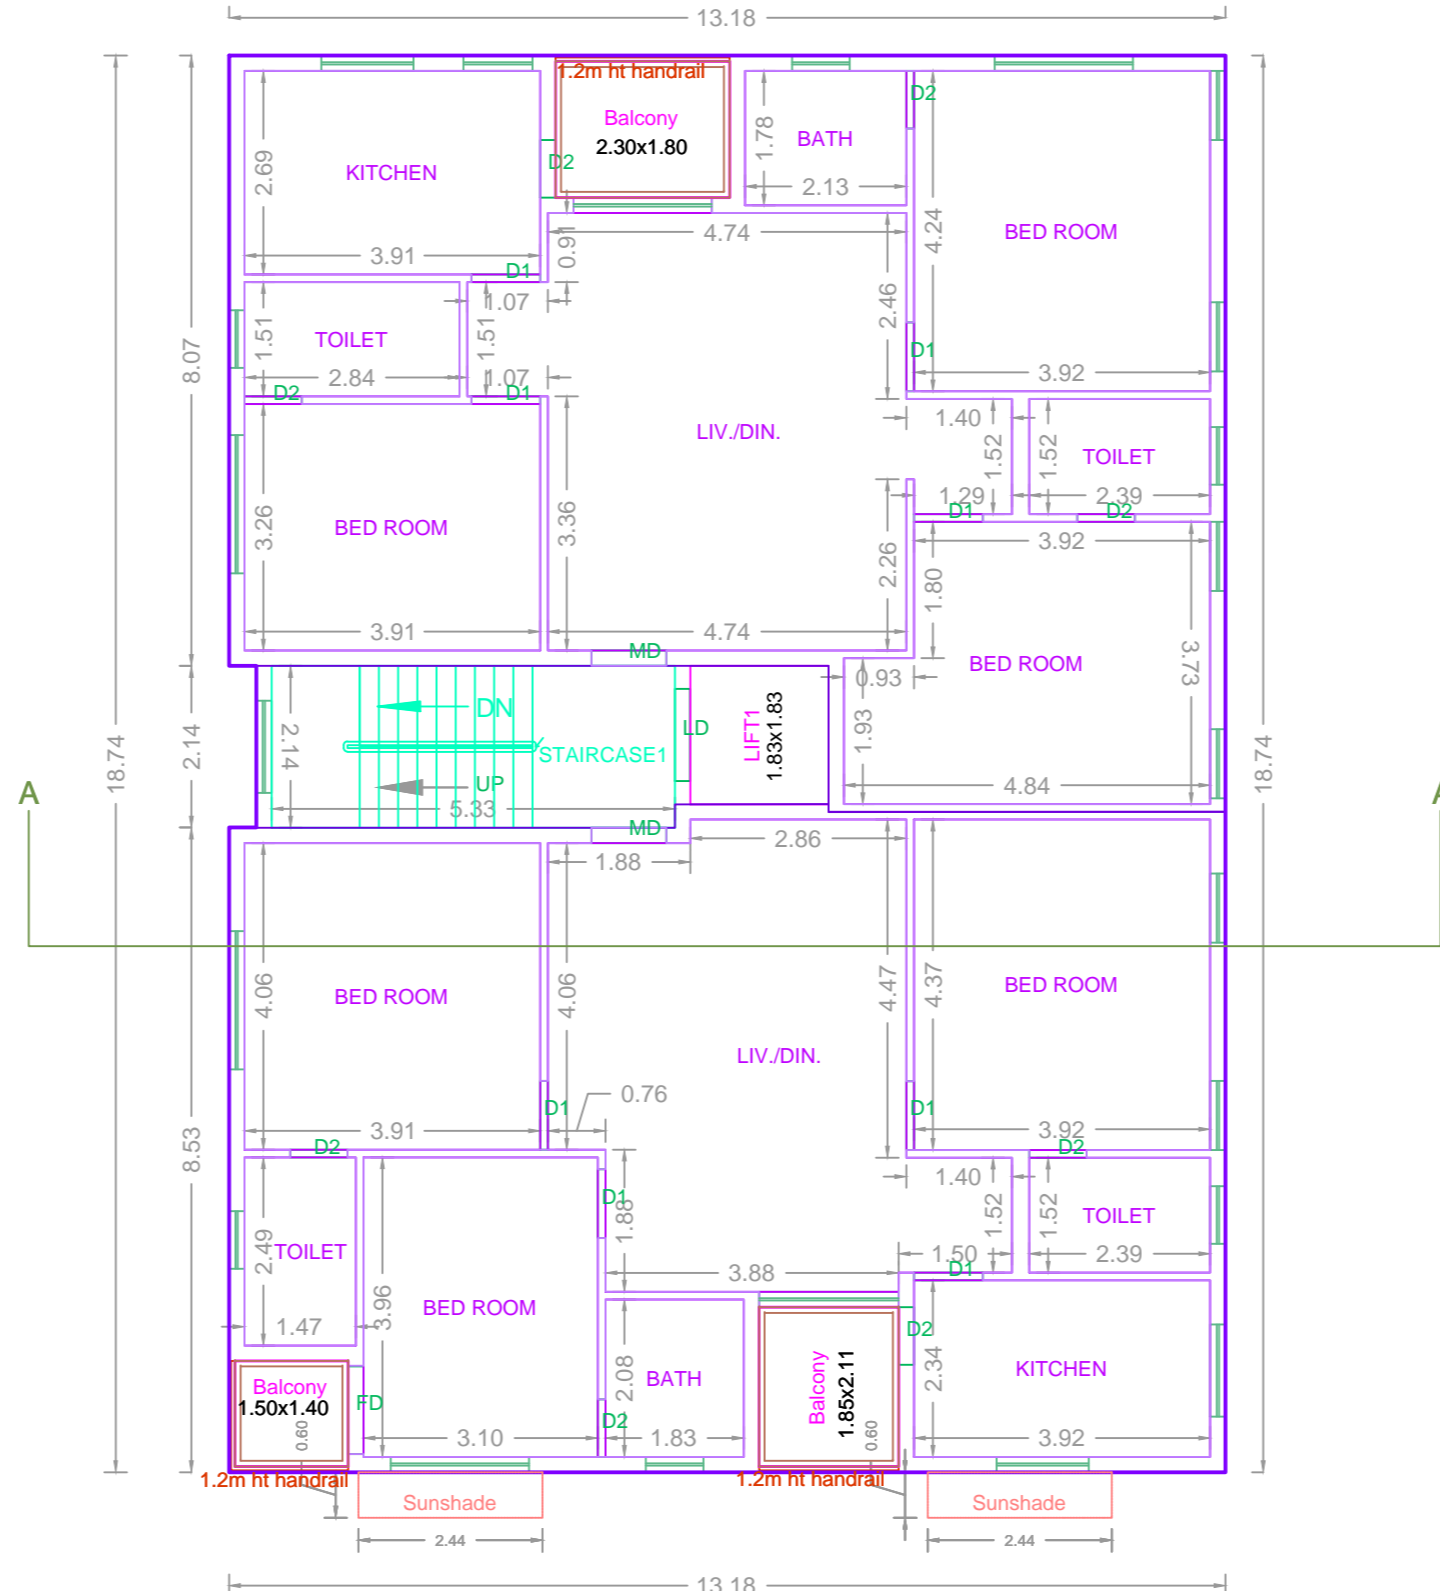 13.18
1.2m ht handrail
Balcony
2.30x1.80
D2
1.78
BATH
2.13
KITCHEN
2.69
D2
3.91
4.74
0.91
4.24
BED ROOM
2.46
D1
1.07
1.51
TOILET
2.84
1.51
1.07
D2
D1
D1
3.92
8.07
18.74
LIV./DIN.
1.40
1.52
1.52
TOILET
1.29
2.39
D1
D2
3.26
BED ROOM
3.36
2.26
3.92
1.80
3.91
4.74
MD
BED ROOM
3.73
0.93
1.93
4.84
2.14
2.14
DN
STAIRCASE1
UP
5.33
LD
LIFT1
1.83x1.83
18.74
A
MD
1.88
2.86
4.06
BED ROOM
4.06
4.47
4.37
BED ROOM
LIV./DIN.
0.76
D1
D1
3.91
3.92
D2
D2
8.53
1.40
1.52
1.52
TOILET
2.39
1.50
D1
D1
1.88
3.88
2.49
TOILET
1.47
3.96
BED ROOM
D2
2.34
KITCHEN
3.92
2.08
BATH
1.83
D2
Balcony
1.85x2.11
0.60
Balcony
1.50x1.40
0.60
FD
3.10
1.2m ht handrail
1.2m ht handrail
Sunshade
Sunshade
2.44
2.44
13.18